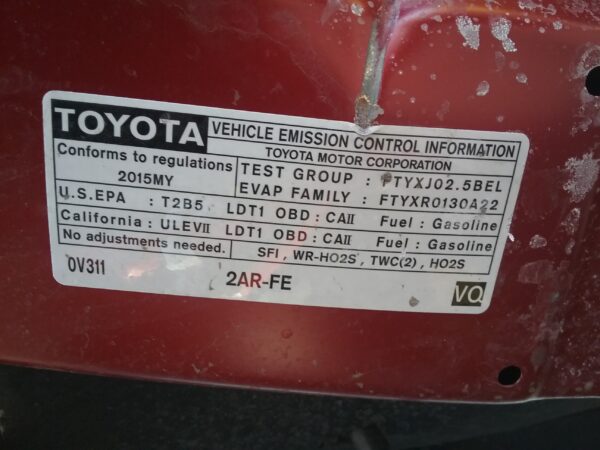 TOYOTA VEHICLE EMISSION CONTROL INFORMATION
TOYOTA MOTOR CORPORATION
Conforms to regulations
2015MY
TEST GROUP : FTYXJ02.5BEL
EVAP FAMILY : FTYXR0130A22
U.S.EPA : T2B5 LDT1 OBD : CAII Fuel : Gasoline
California : ULEVII LDT1 OBD : CAII Fuel : Gasoline
No adjustments needed. SFI , WR-HO2S , TWC(2) , HO2S
0V311 2AR-FE VQ